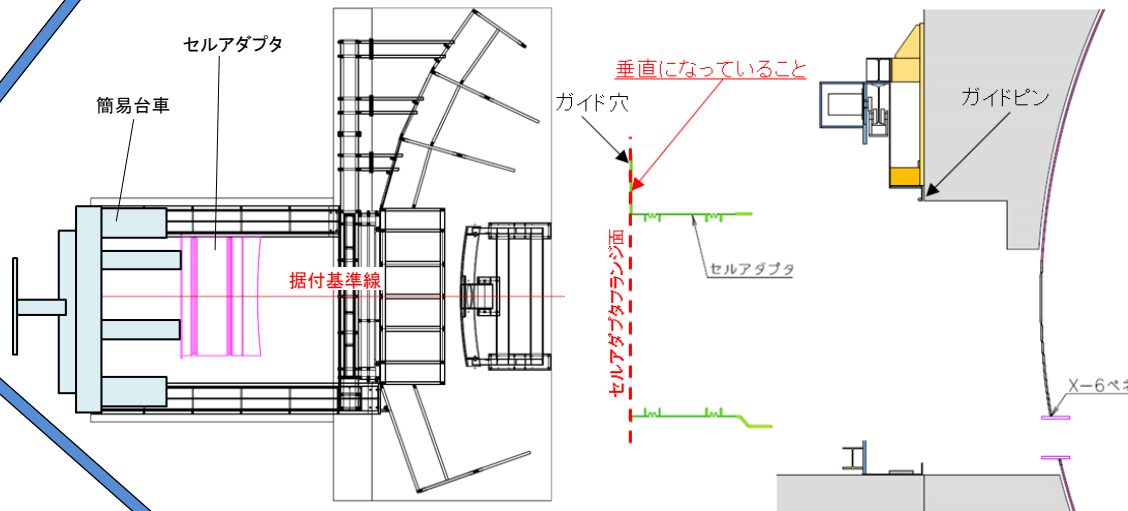 セルアダプタ
簡易台車
据付基準線
垂直になっていること
ガイド穴
ガイドピン
セルアダプタ
セルアダプタフランジ面
X-6ペネ